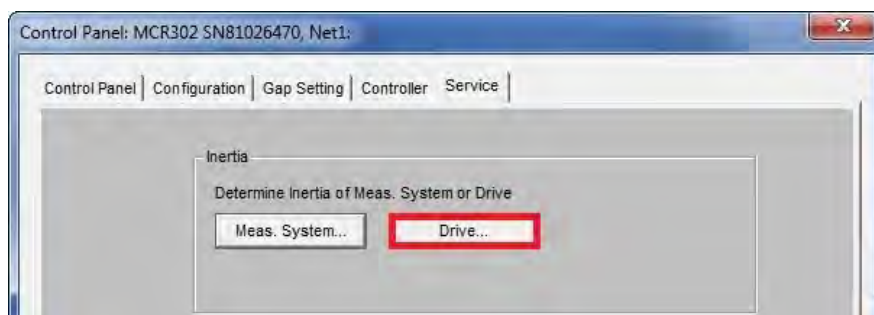 Control Panel: MCR302 SN81026470, Net1:
Control Panel Configuration Gap Setting Controller Service
Inertia
Determine Inertia of Meas. System or Drive
Meas. System... Drive...